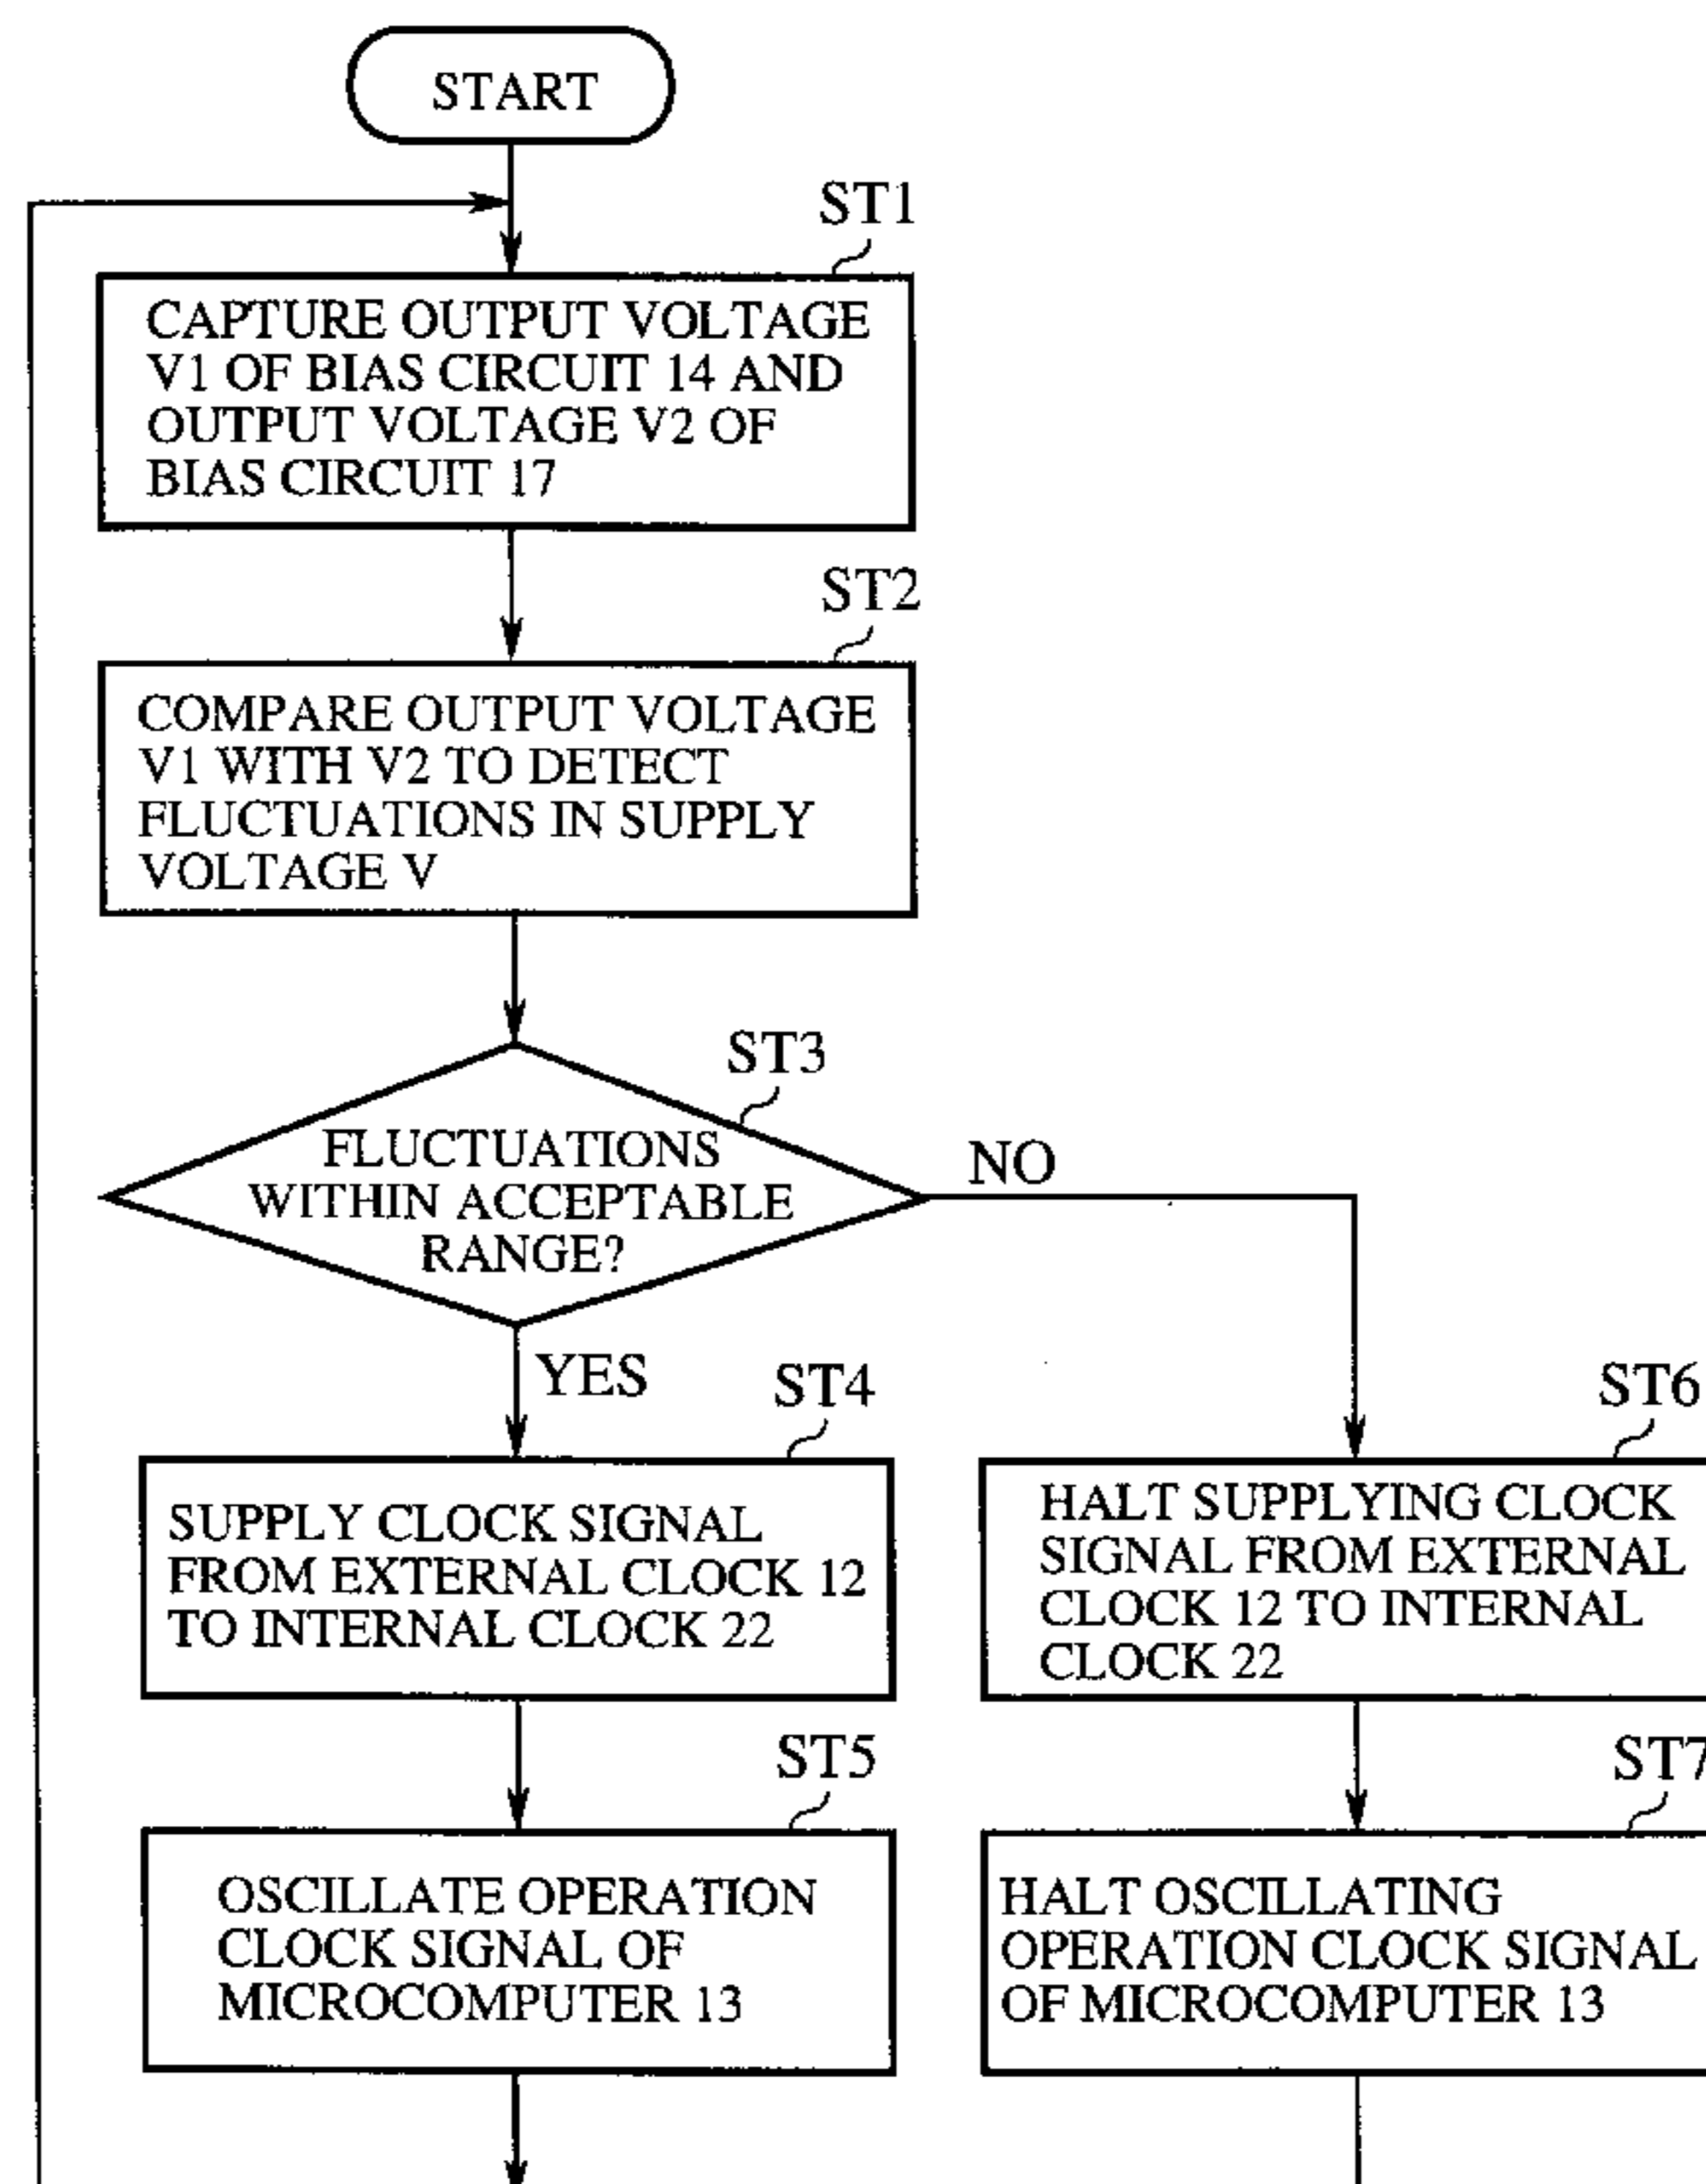 START
ST1
CAPTURE OUTPUT VOLTAGE
V1 OF BIAS CIRCUIT 14 AND
OUTPUT VOLTAGE V2 OF
BIAS CIRCUIT 17
ST2
COMPARE OUTPUT VOLTAGE
V1 WITH V2 TO DETECT
FLUCTUATIONS IN SUPPLY
VOLTAGE V
ST3
FLUCTUATIONS
WITHIN ACCEPTABLE
RANGE?
NO
YES
ST4
SUPPLY CLOCK SIGNAL
FROM EXTERNAL CLOCK 12
TO INTERNAL CLOCK 22
ST6
HALT SUPPLYING CLOCK
SIGNAL FROM EXTERNAL
CLOCK 12 TO INTERNAL
CLOCK 22
ST5
OSCILLATE OPERATION
CLOCK SIGNAL OF
MICROCOMPUTER 13
ST7
HALT OSCILLATING
OPERATION CLOCK SIGNAL
OF MICROCOMPUTER 13